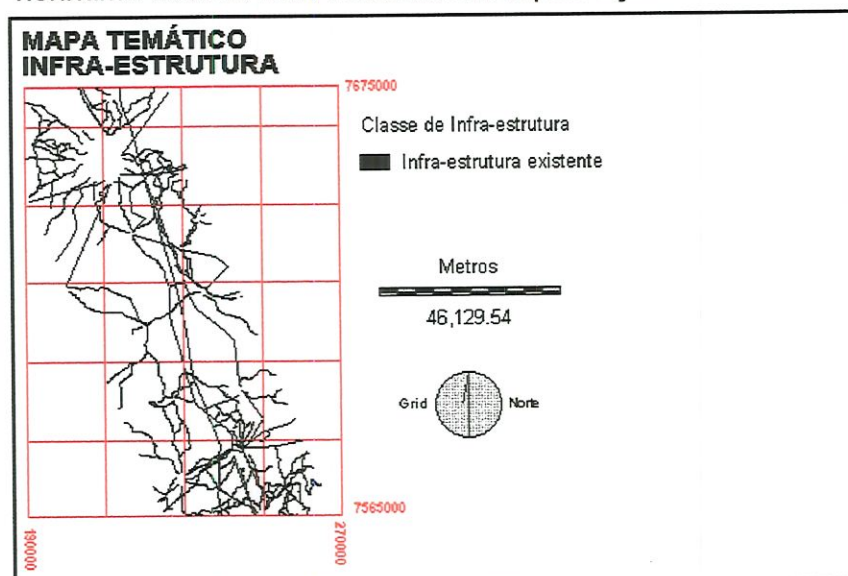 MAPA TEMÁTICO
INFRA-ESTRUTURA
7675000
Classe de Infra-estrutura
Infra-estrutura existente
Metros
46,129.54
Grid
Norte
7565000
190000
270000